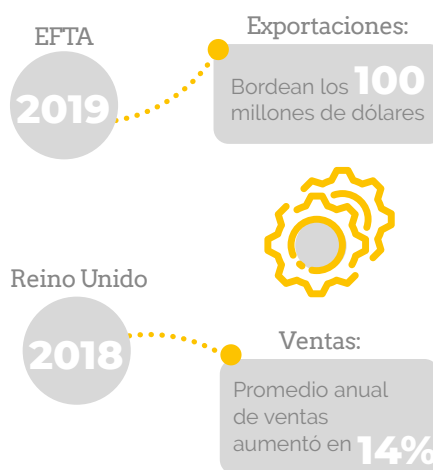 EFTA
2019
Exportaciones:
Bordean los 100
millones de dólares
Reino Unido
2018
Ventas:
Promedio anual
de ventas
aumentó en 14%